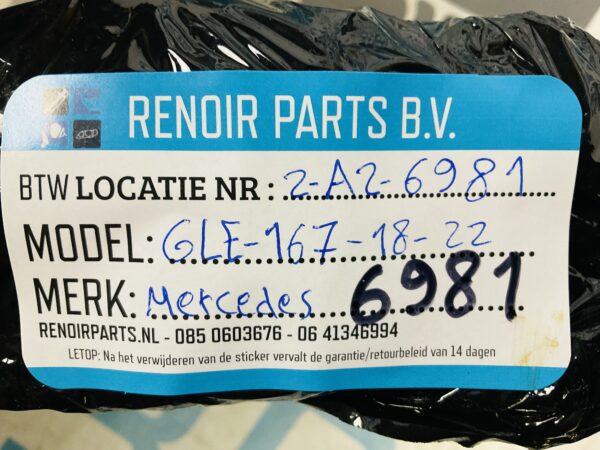 RENOIR PARTS B.V.
BTW LOCATIE NR : 2-A2-6981
MODEL: GLE-167-18-22
MERK: Mercedes 6981
RENOIRPARTS.NL - 085 0603676 - 06 41346994
LETOP: Na het verwijderen van de sticker vervalt de garantie/retourbeleid van 14 dagen